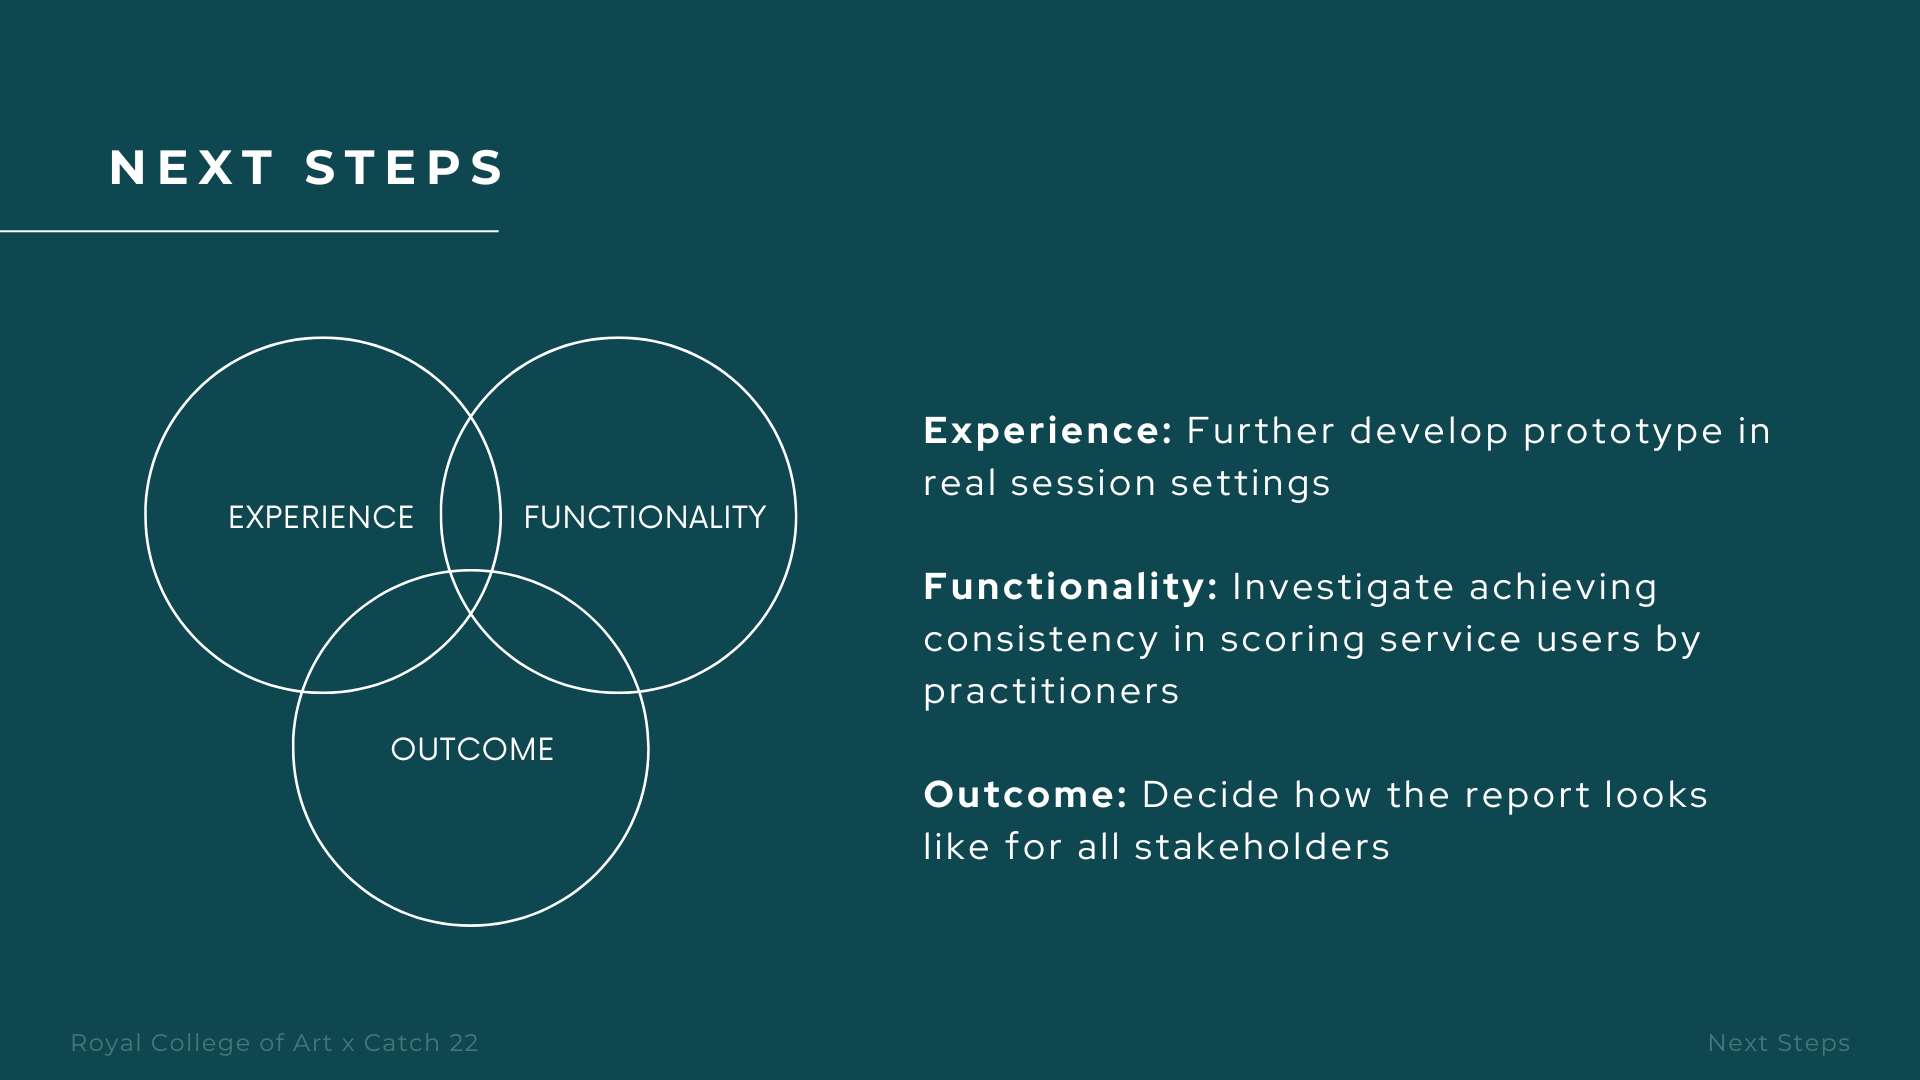 NEXT STEPS
EXPERIENCE
FUNCTIONALITY
OUTCOME
Experience: Further develop prototype in
real session settings
Functionality: Investigate achieving
consistency in scoring service users by
practitioners
Outcome: Decide how the report looks
like for all stakeholders
Royal College of Art x Catch 22
Next Steps